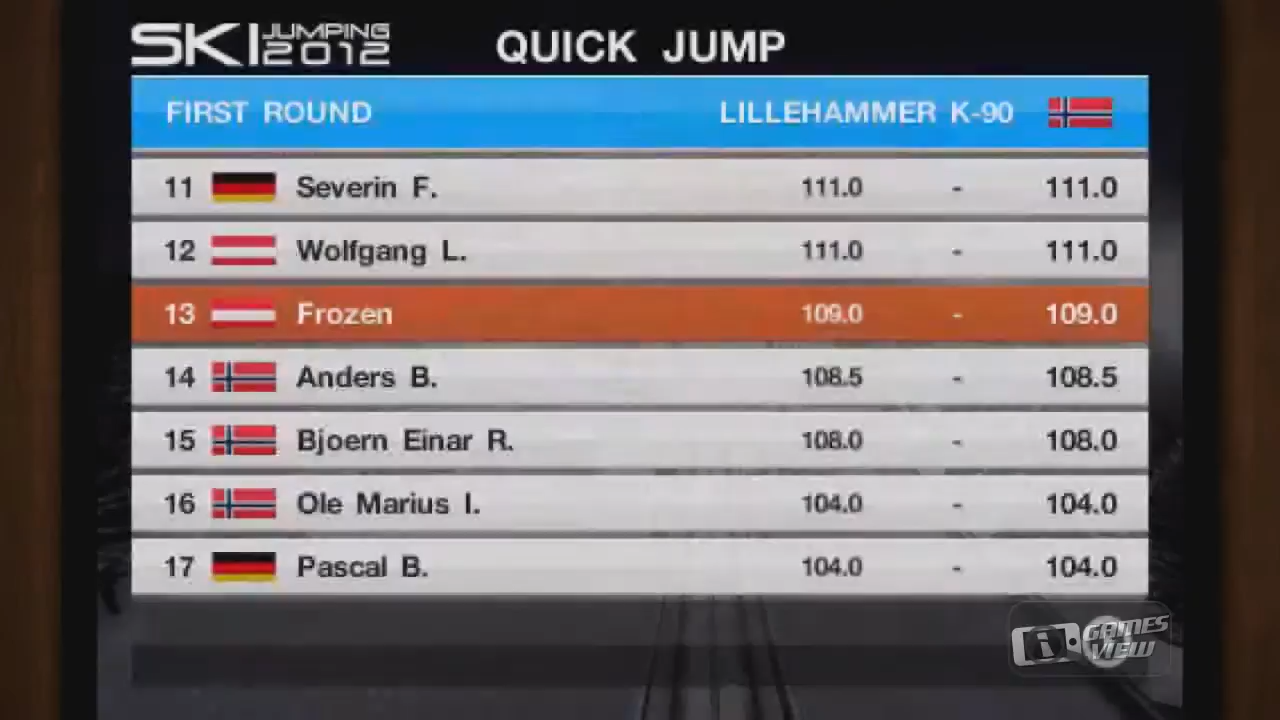 SKI JUMPING 2012 QUICK JUMP
FIRST ROUND LILLEHAMMER K-90
11 Severin F. 111.0 - 111.0
12 Wolfgang L. 111.0 - 111.0
13 Frozen 109.0 - 109.0
14 Anders B. 108.5 - 108.5
15 Bjoern Einar R. 108.0 - 108.0
16 Ole Marius I. 104.0 - 104.0
17 Pascal B. 104.0 - 104.0
i GAMES VIEW